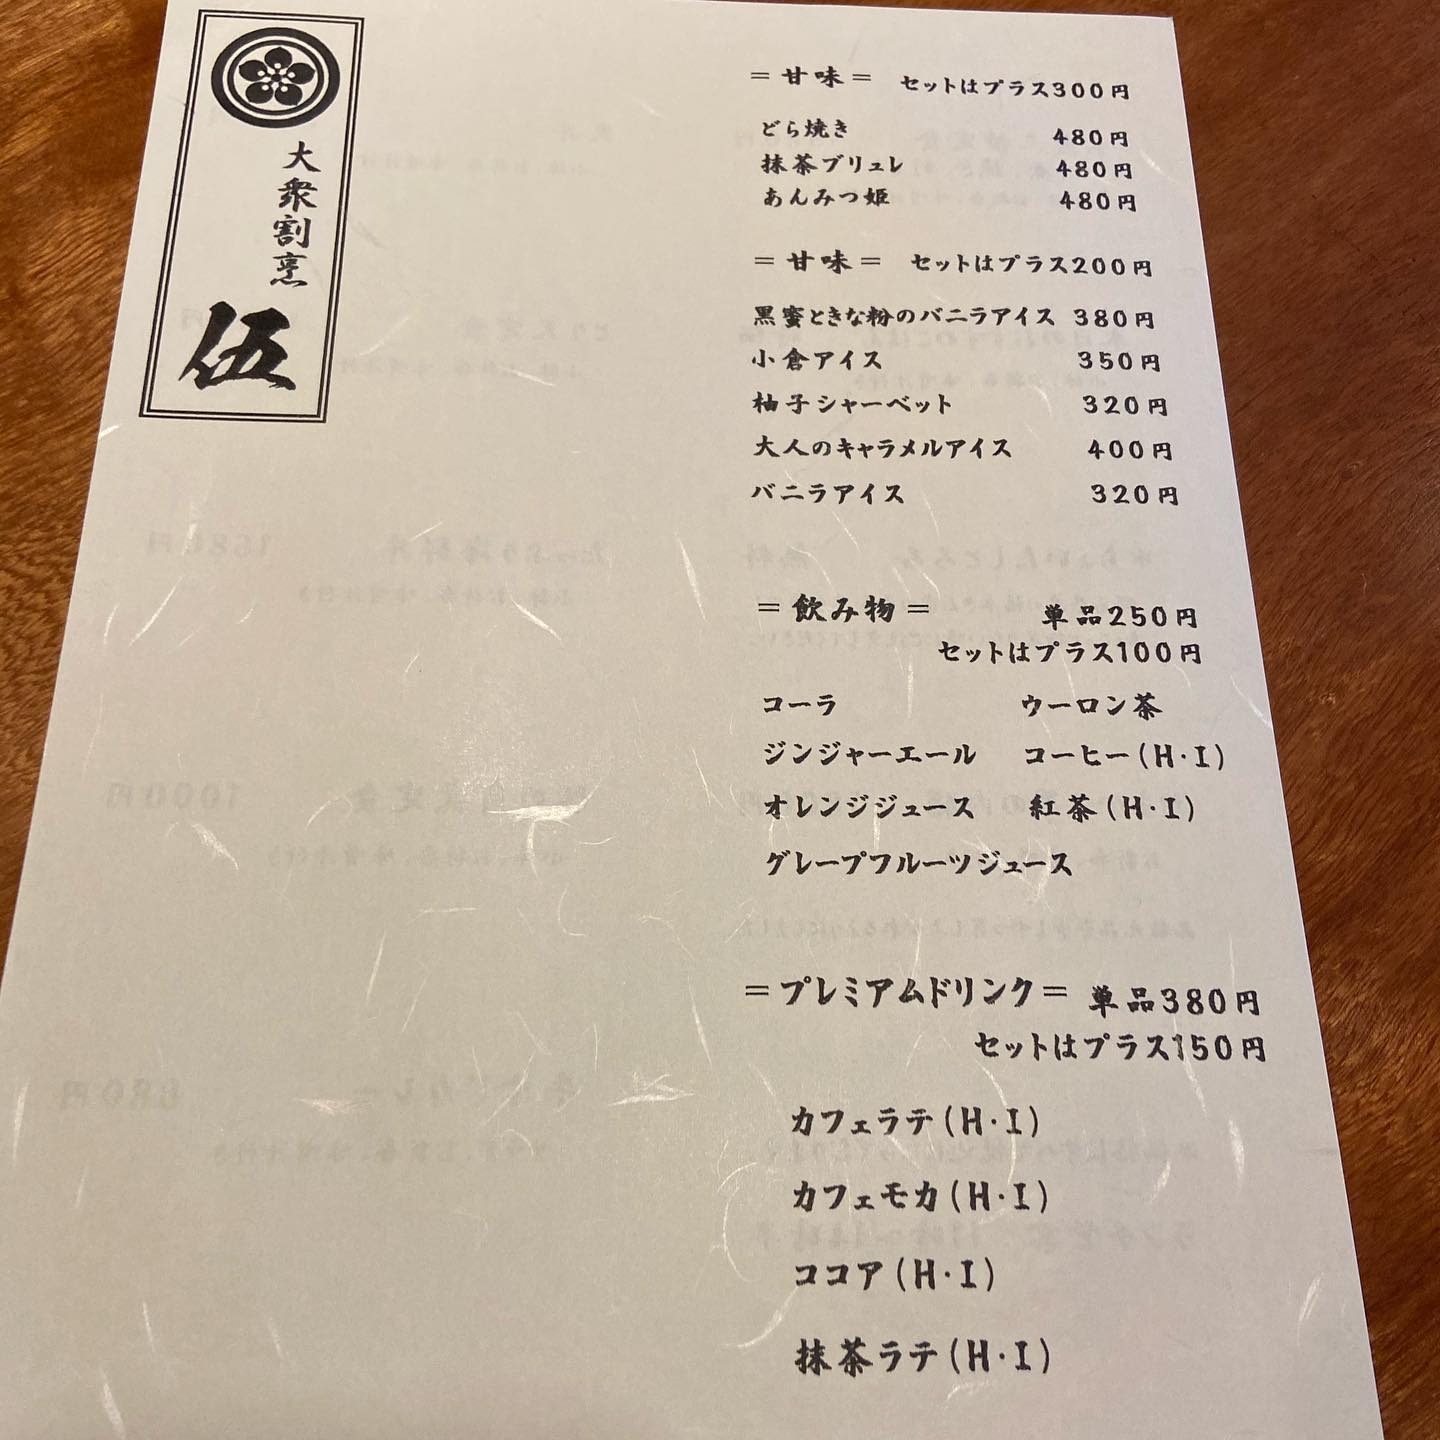 大衆割烹
伍
＝甘味＝ セットはプラス300円
どら焼き 480円
抹茶ブリュレ 480円
あんみつ姫 480円
＝甘味＝ セットはプラス200円
黒蜜ときな粉のバニラアイス 380円
小倉アイス 350円
柚子シャーベット 320円
大人のキャラメルアイス 400円
バニラアイス 320円
＝飲み物＝ 単品250円
セットはプラス100円
コーラ ウーロン茶
ジンジャーエール コーヒー(H・I)
オレンジジュース 紅茶(H・I)
グレープフルーツジュース
＝プレミアムドリンク＝ 単品380円
セットはプラス150円
カフェラテ(H・I)
カフェモカ(H・I)
ココア(H・I)
抹茶ラテ(H・I)